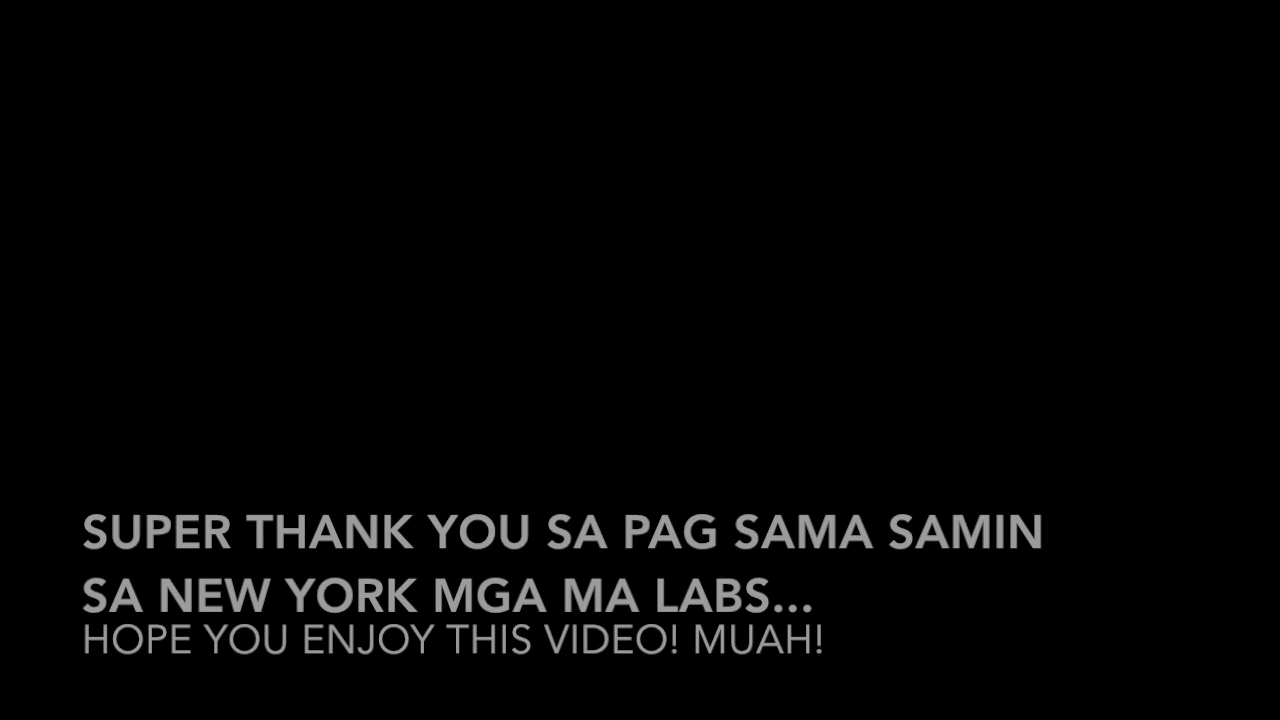 SUPER THANK YOU SA PAG SAMA SAMIN
SA NEW YORK MGA MA LABS...
HOPE YOU ENJOY THIS VIDEO! MUAH!